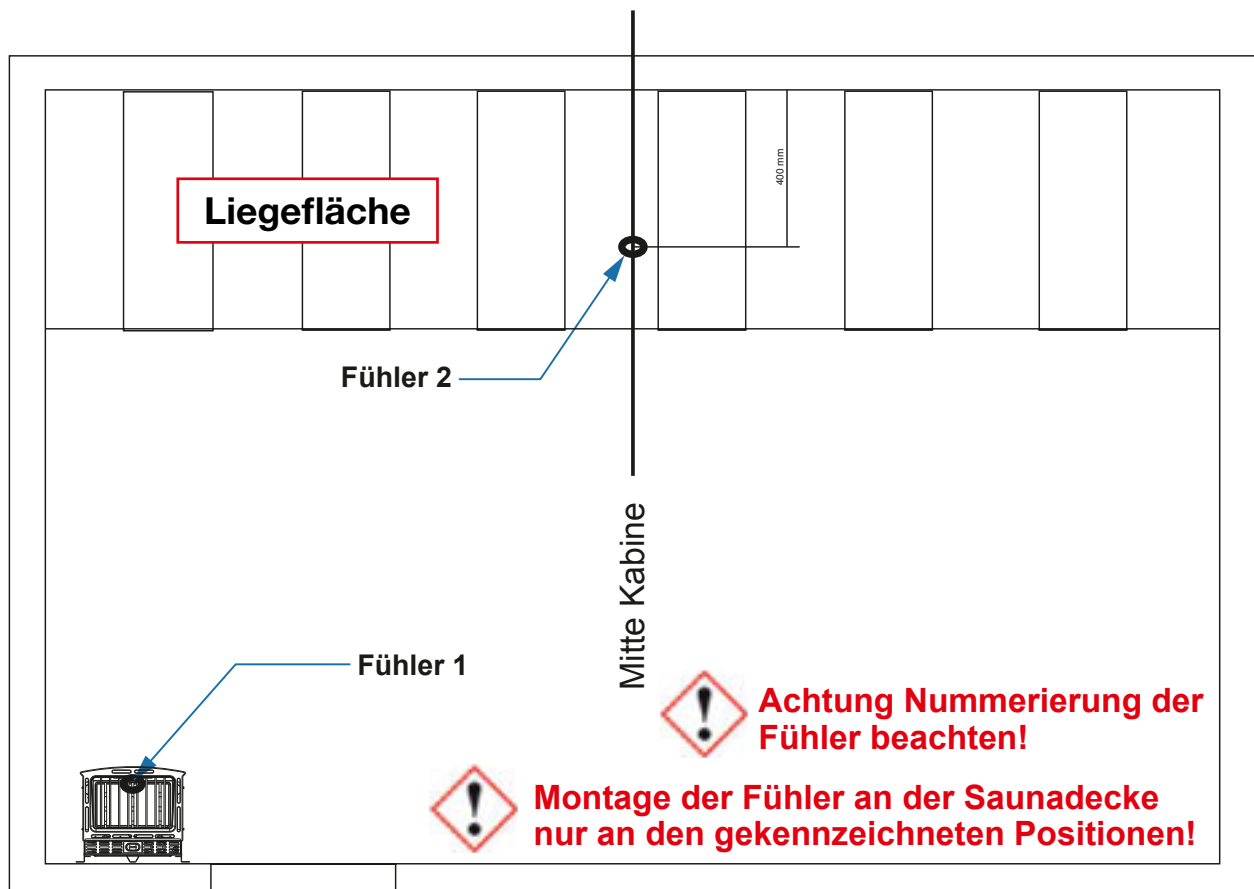 400 mm
Liegefläche
Fühler 2
Mitte Kabine
Fühler 1
Achtung Nummerierung der
Fühler beachten!
Montage der Fühler an der Saunadecke
nur an den gekennzeichneten Positionen!